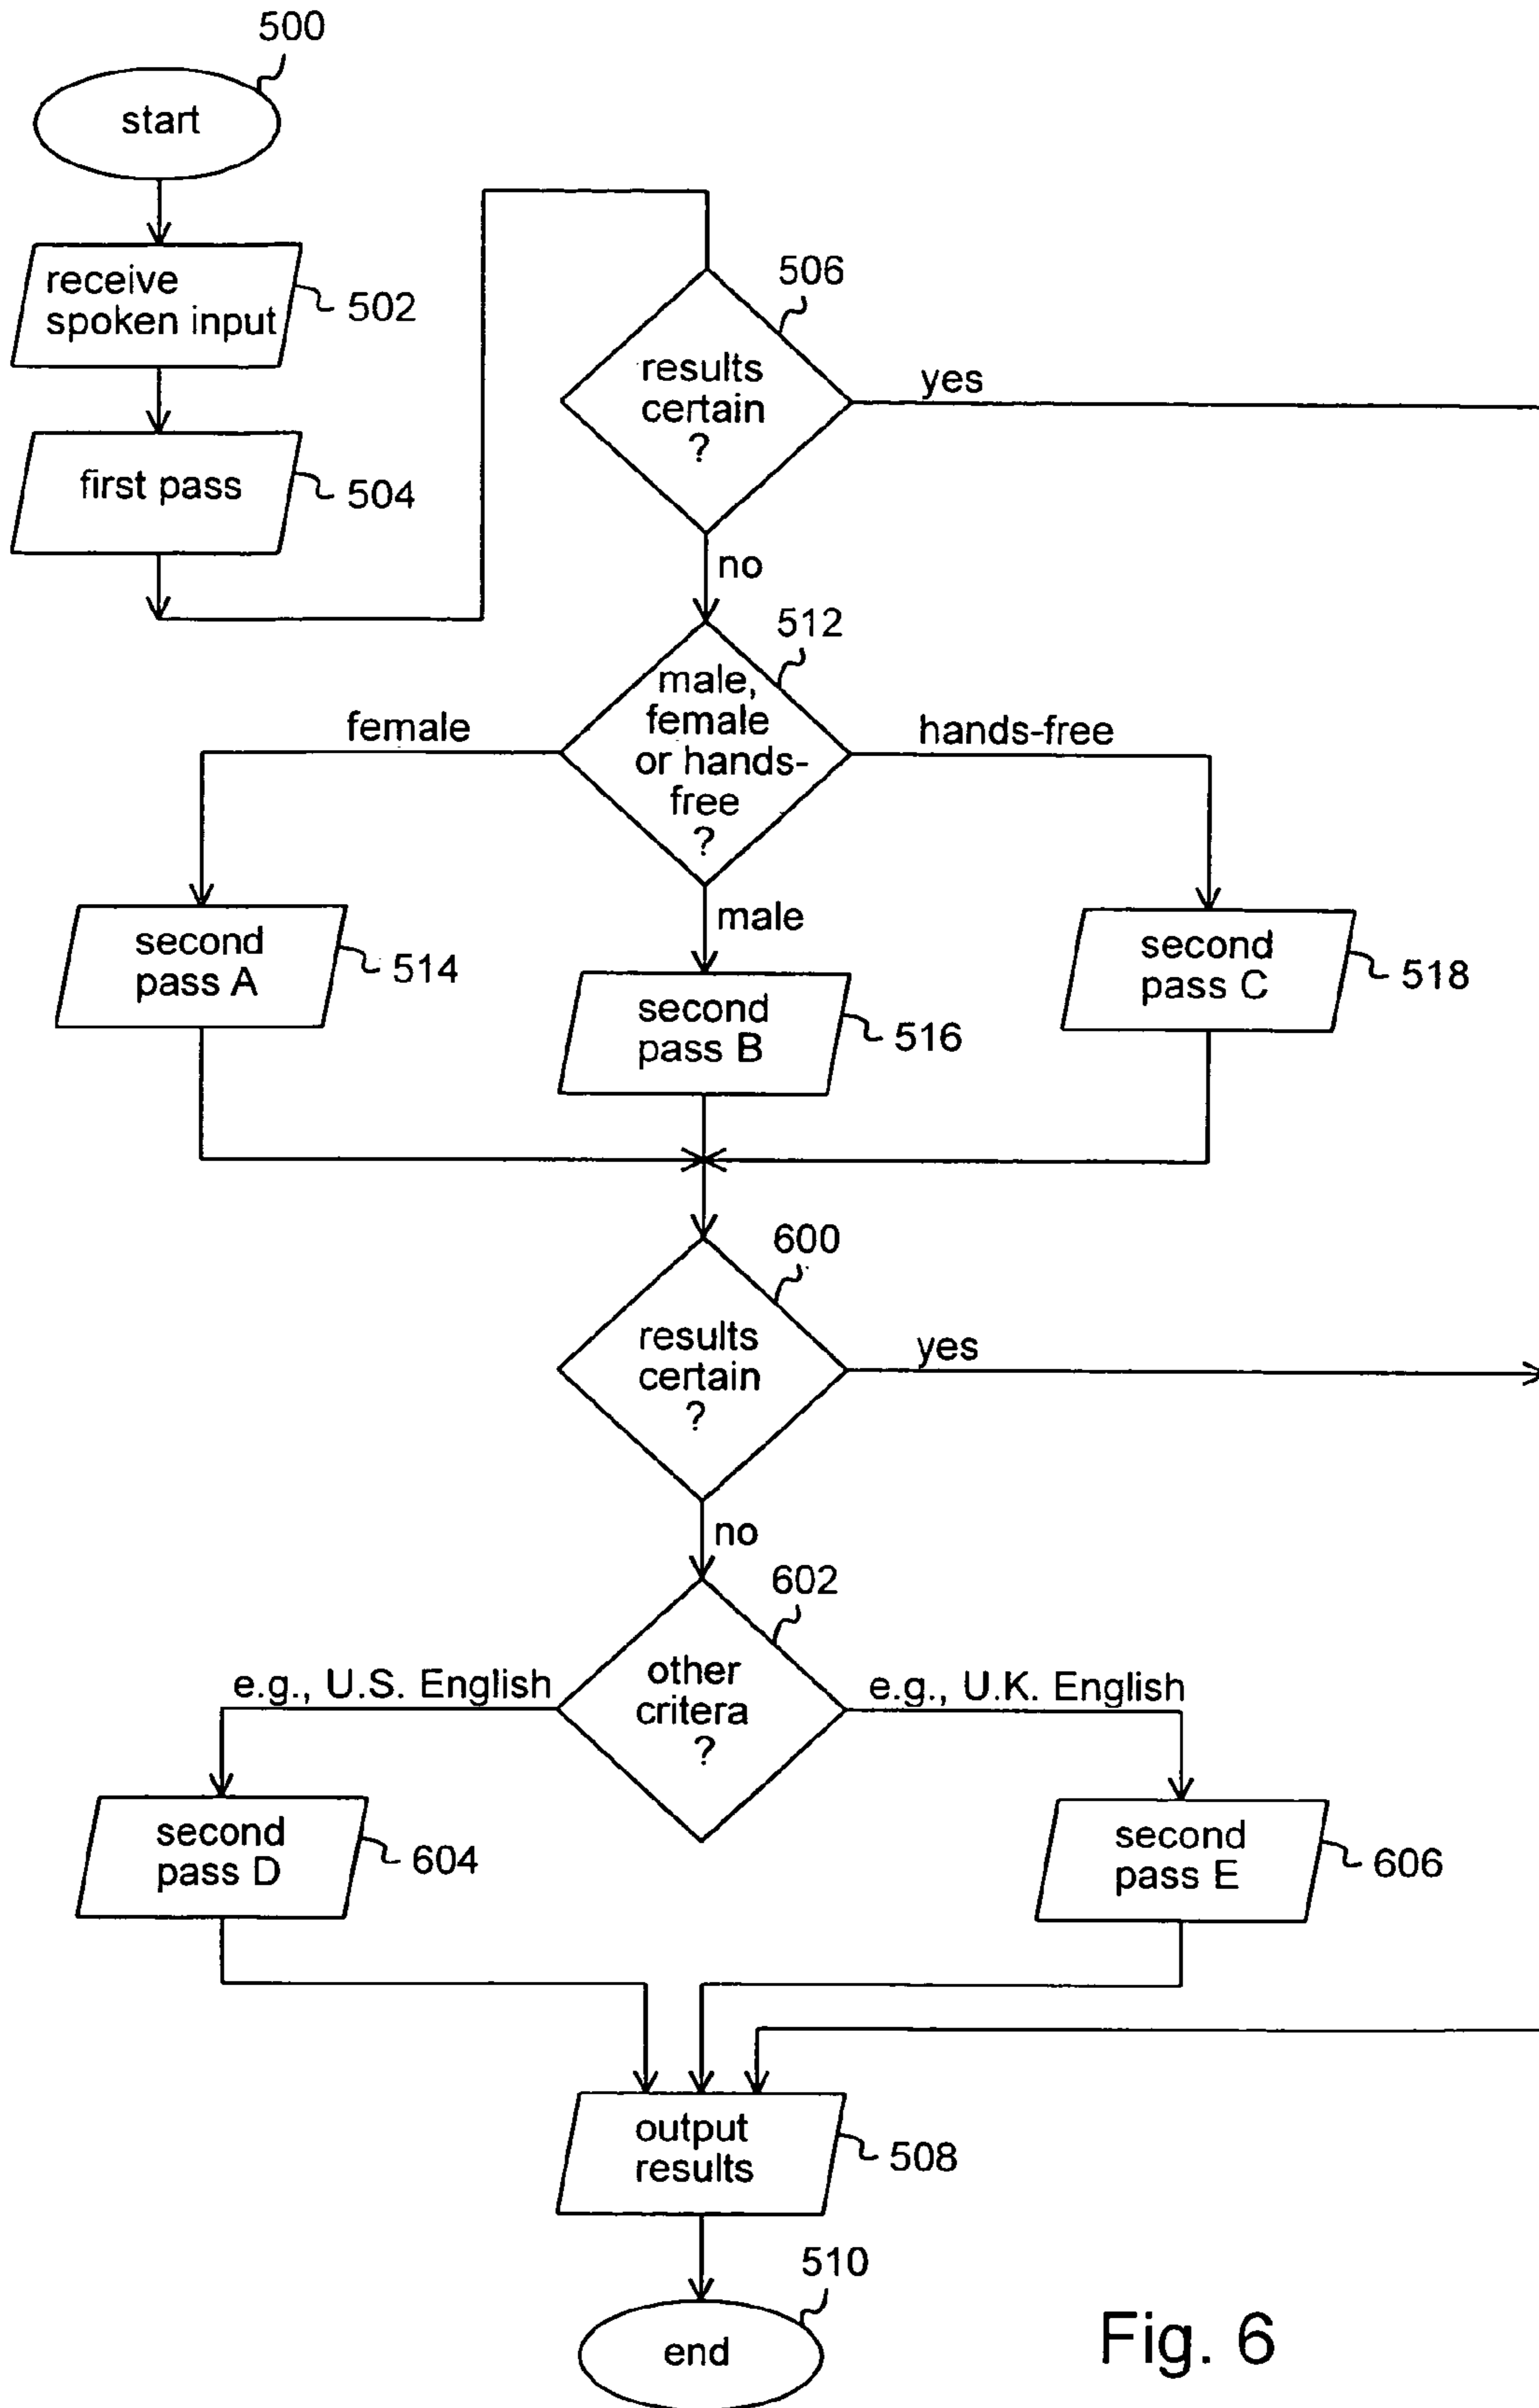 500
start
receive
spoken input
502
first pass
504
506
results
certain
?
yes
no
512
male,
female
or hands-
free
?
female
hands-free
male
second
pass A
514
second
pass B
516
second
pass C
518
600
results
certain
?
yes
no
602
other
critera
?
e.g., U.S. English
e.g., U.K. English
second
pass D
604
second
pass E
606
output
results
508
510
end
Fig. 6